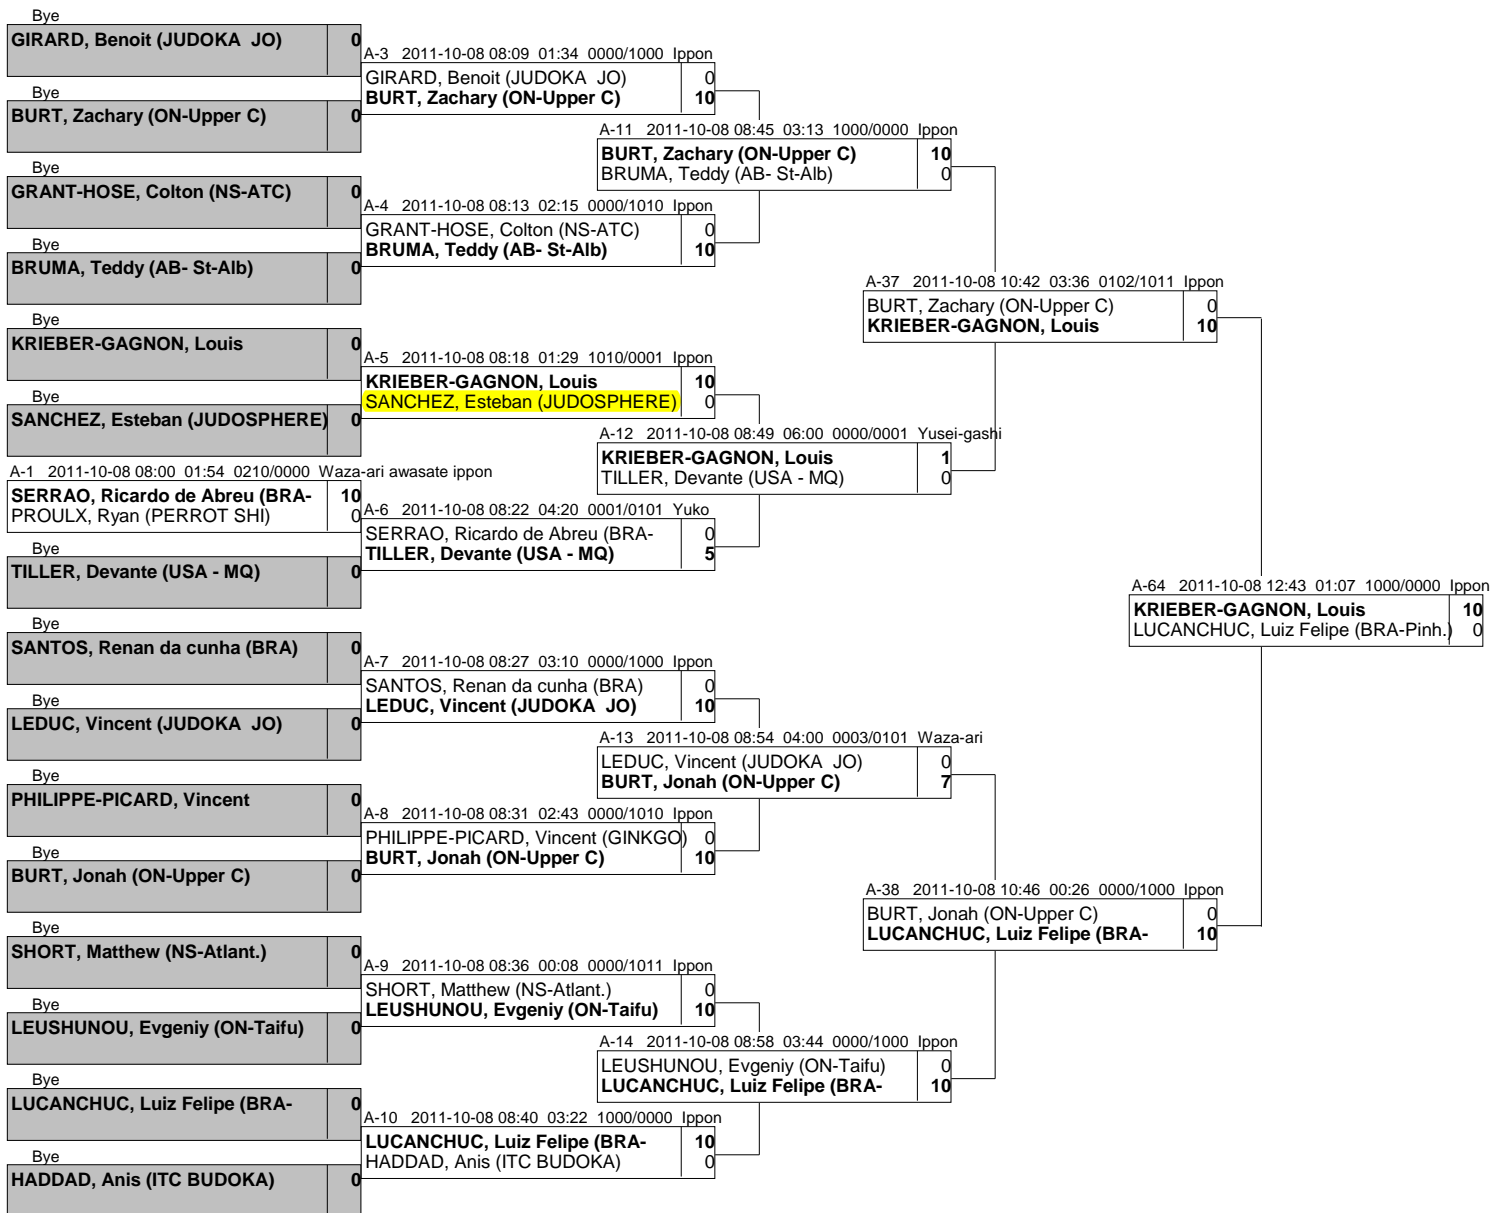 Bye
GIRARD, Benoit (JUDOKA JO) 0
Bye
BURT, Zachary (ON-Upper C) 0
Bye
GRANT-HOSE, Colton (NS-ATC) 0
Bye
BRUMA, Teddy (AB- St-Alb) 0
Bye
KRIEBER-GAGNON, Louis 0
Bye
SANCHEZ, Esteban (JUDOSPHERE) 0
A-1 2011-10-08 08:00 01:54 0210/0000 Waza-ari awasate ippon
SERRAO, Ricardo de Abreu (BRA- 10
PROULX, Ryan (PERROT SHI) 0
Bye
TILLER, Devante (USA - MQ) 0
Bye
SANTOS, Renan da cunha (BRA) 0
Bye
LEDUC, Vincent (JUDOKA JO) 0
Bye
PHILIPPE-PICARD, Vincent 0
Bye
BURT, Jonah (ON-Upper C) 0
Bye
SHORT, Matthew (NS-Atlant.) 0
Bye
LEUSHUNOU, Evgeniy (ON-Taifu) 0
Bye
LUCANCHUC, Luiz Felipe (BRA- 0
Bye
HADDAD, Anis (ITC BUDOKA) 0
A-3 2011-10-08 08:09 01:34 0000/1000 Ippon
GIRARD, Benoit (JUDOKA JO) 0
BURT, Zachary (ON-Upper C) 10
A-4 2011-10-08 08:13 02:15 0000/1010 Ippon
GRANT-HOSE, Colton (NS-ATC) 0
BRUMA, Teddy (AB- St-Alb) 10
A-5 2011-10-08 08:18 01:29 1010/0001 Ippon
KRIEBER-GAGNON, Louis 10
SANCHEZ, Esteban (JUDOSPHERE) 0
A-6 2011-10-08 08:22 04:20 0001/0101 Yuko
SERRAO, Ricardo de Abreu (BRA- 0
TILLER, Devante (USA - MQ) 5
A-7 2011-10-08 08:27 03:10 0000/1000 Ippon
SANTOS, Renan da cunha (BRA) 0
LEDUC, Vincent (JUDOKA JO) 10
A-8 2011-10-08 08:31 02:43 0000/1010 Ippon
PHILIPPE-PICARD, Vincent (GINKGO) 0
BURT, Jonah (ON-Upper C) 10
A-9 2011-10-08 08:36 00:08 0000/1011 Ippon
SHORT, Matthew (NS-Atlant.) 0
LEUSHUNOU, Evgeniy (ON-Taifu) 10
A-10 2011-10-08 08:40 03:22 1000/0000 Ippon
LUCANCHUC, Luiz Felipe (BRA- 10
HADDAD, Anis (ITC BUDOKA) 0
A-11 2011-10-08 08:45 03:13 1000/0000 Ippon
BURT, Zachary (ON-Upper C) 10
BRUMA, Teddy (AB- St-Alb) 0
A-12 2011-10-08 08:49 06:00 0000/0001 Yusei-gashi
KRIEBER-GAGNON, Louis 1
TILLER, Devante (USA - MQ) 0
A-13 2011-10-08 08:54 04:00 0003/0101 Waza-ari
LEDUC, Vincent (JUDOKA JO) 0
BURT, Jonah (ON-Upper C) 7
A-14 2011-10-08 08:58 03:44 0000/1000 Ippon
LEUSHUNOU, Evgeniy (ON-Taifu) 0
LUCANCHUC, Luiz Felipe (BRA- 10
A-37 2011-10-08 10:42 03:36 0102/1011 Ippon
BURT, Zachary (ON-Upper C) 0
KRIEBER-GAGNON, Louis 10
A-38 2011-10-08 10:46 00:26 0000/1000 Ippon
BURT, Jonah (ON-Upper C) 0
LUCANCHUC, Luiz Felipe (BRA- 10
A-64 2011-10-08 12:43 01:07 1000/0000 Ippon
KRIEBER-GAGNON, Louis 10
LUCANCHUC, Luiz Felipe (BRA-Pinh.) 0